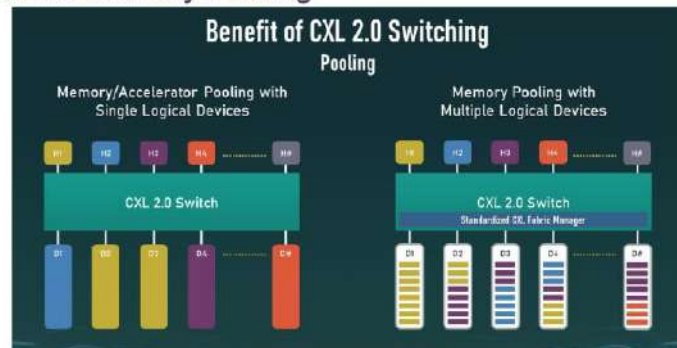 Benefit of CXL 2.0 Switching
Pooling
Memory/Accelerator Pooling with
Single Logical Devices
H1 H2 H3 H4 H#
CXL 2.0 Switch
D1 D2 D3 D4 D#
Memory Pooling with
Multiple Logical Devices
H1 H2 H3 H4 H#
CXL 2.0 Switch
Standardized CXL Fabric Manager
D1 D2 D3 D4 D#